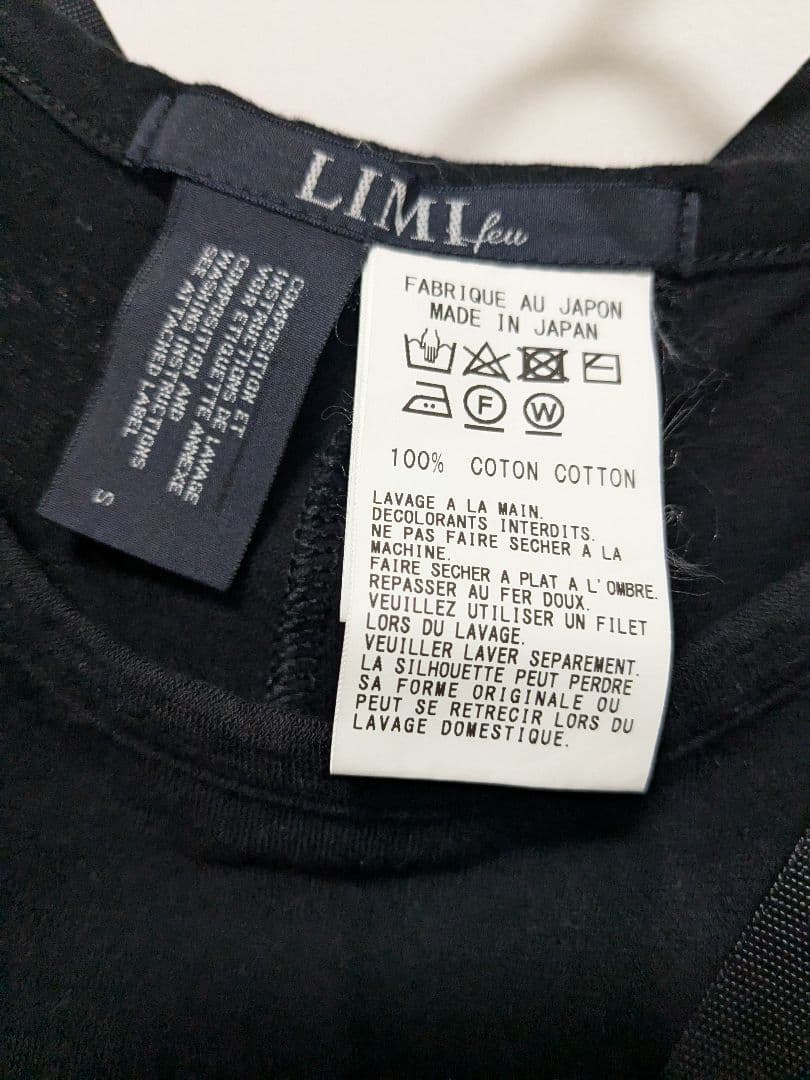 LIMI feu
COMPOSITION ET LAVAGE
INSTRUCTIONS DE
VOIR ETIQUETTE ANNEXE
COMPOSITION AND
WASHING INSTRUCTIONS
SEE ATTACHED LABEL
S
FABRIQUE AU JAPON
MADE IN JAPAN
F W
100% COTON COTTON
LAVAGE A LA MAIN.
DECOLORANTS INTERDITS.
NE PAS FAIRE SECHER A LA
MACHINE.
FAIRE SECHER A PLAT A L'OMBRE.
REPASSER AU FER DOUX.
VEUILLEZ UTILISER UN FILET
LORS DU LAVAGE.
VEUILLER LAVER SEPAREMENT.
LA SILHOUETTE PEUT PERDRE
SA FORME ORIGINALE OU
PEUT SE RETRECIR LORS DU
LAVAGE DOMESTIQUE.